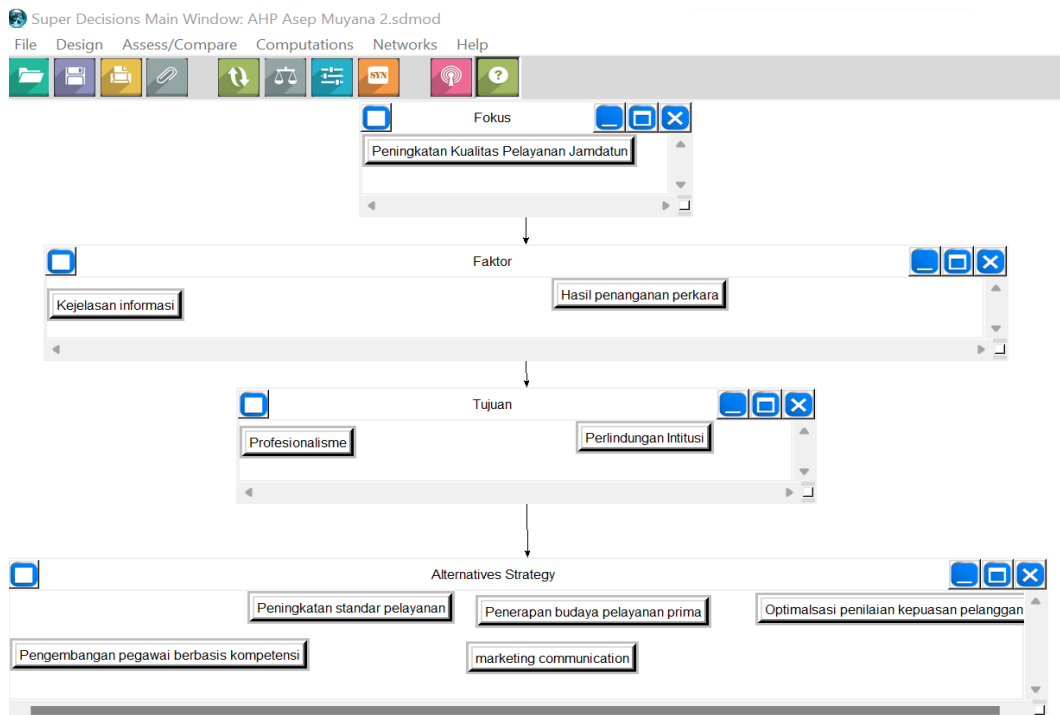 Super Decisions Main Window: AHP Asep Muyana 2.sdmod
File Design Assess/Compare Computations Networks Help
SYN
?
Fokus
Peningkatan Kualitas Pelayanan Jamdatun
Faktor
Kejelasan informasi
Hasil penanganan perkara
Tujuan
Profesionalisme
Perlindungan Intitusi
Alternatives Strategy
Peningkatan standar pelayanan
Penerapan budaya pelayanan prima
Optimalsasi penilaian kepuasan pelanggan
Pengembangan pegawai berbasis kompetensi
marketing communication